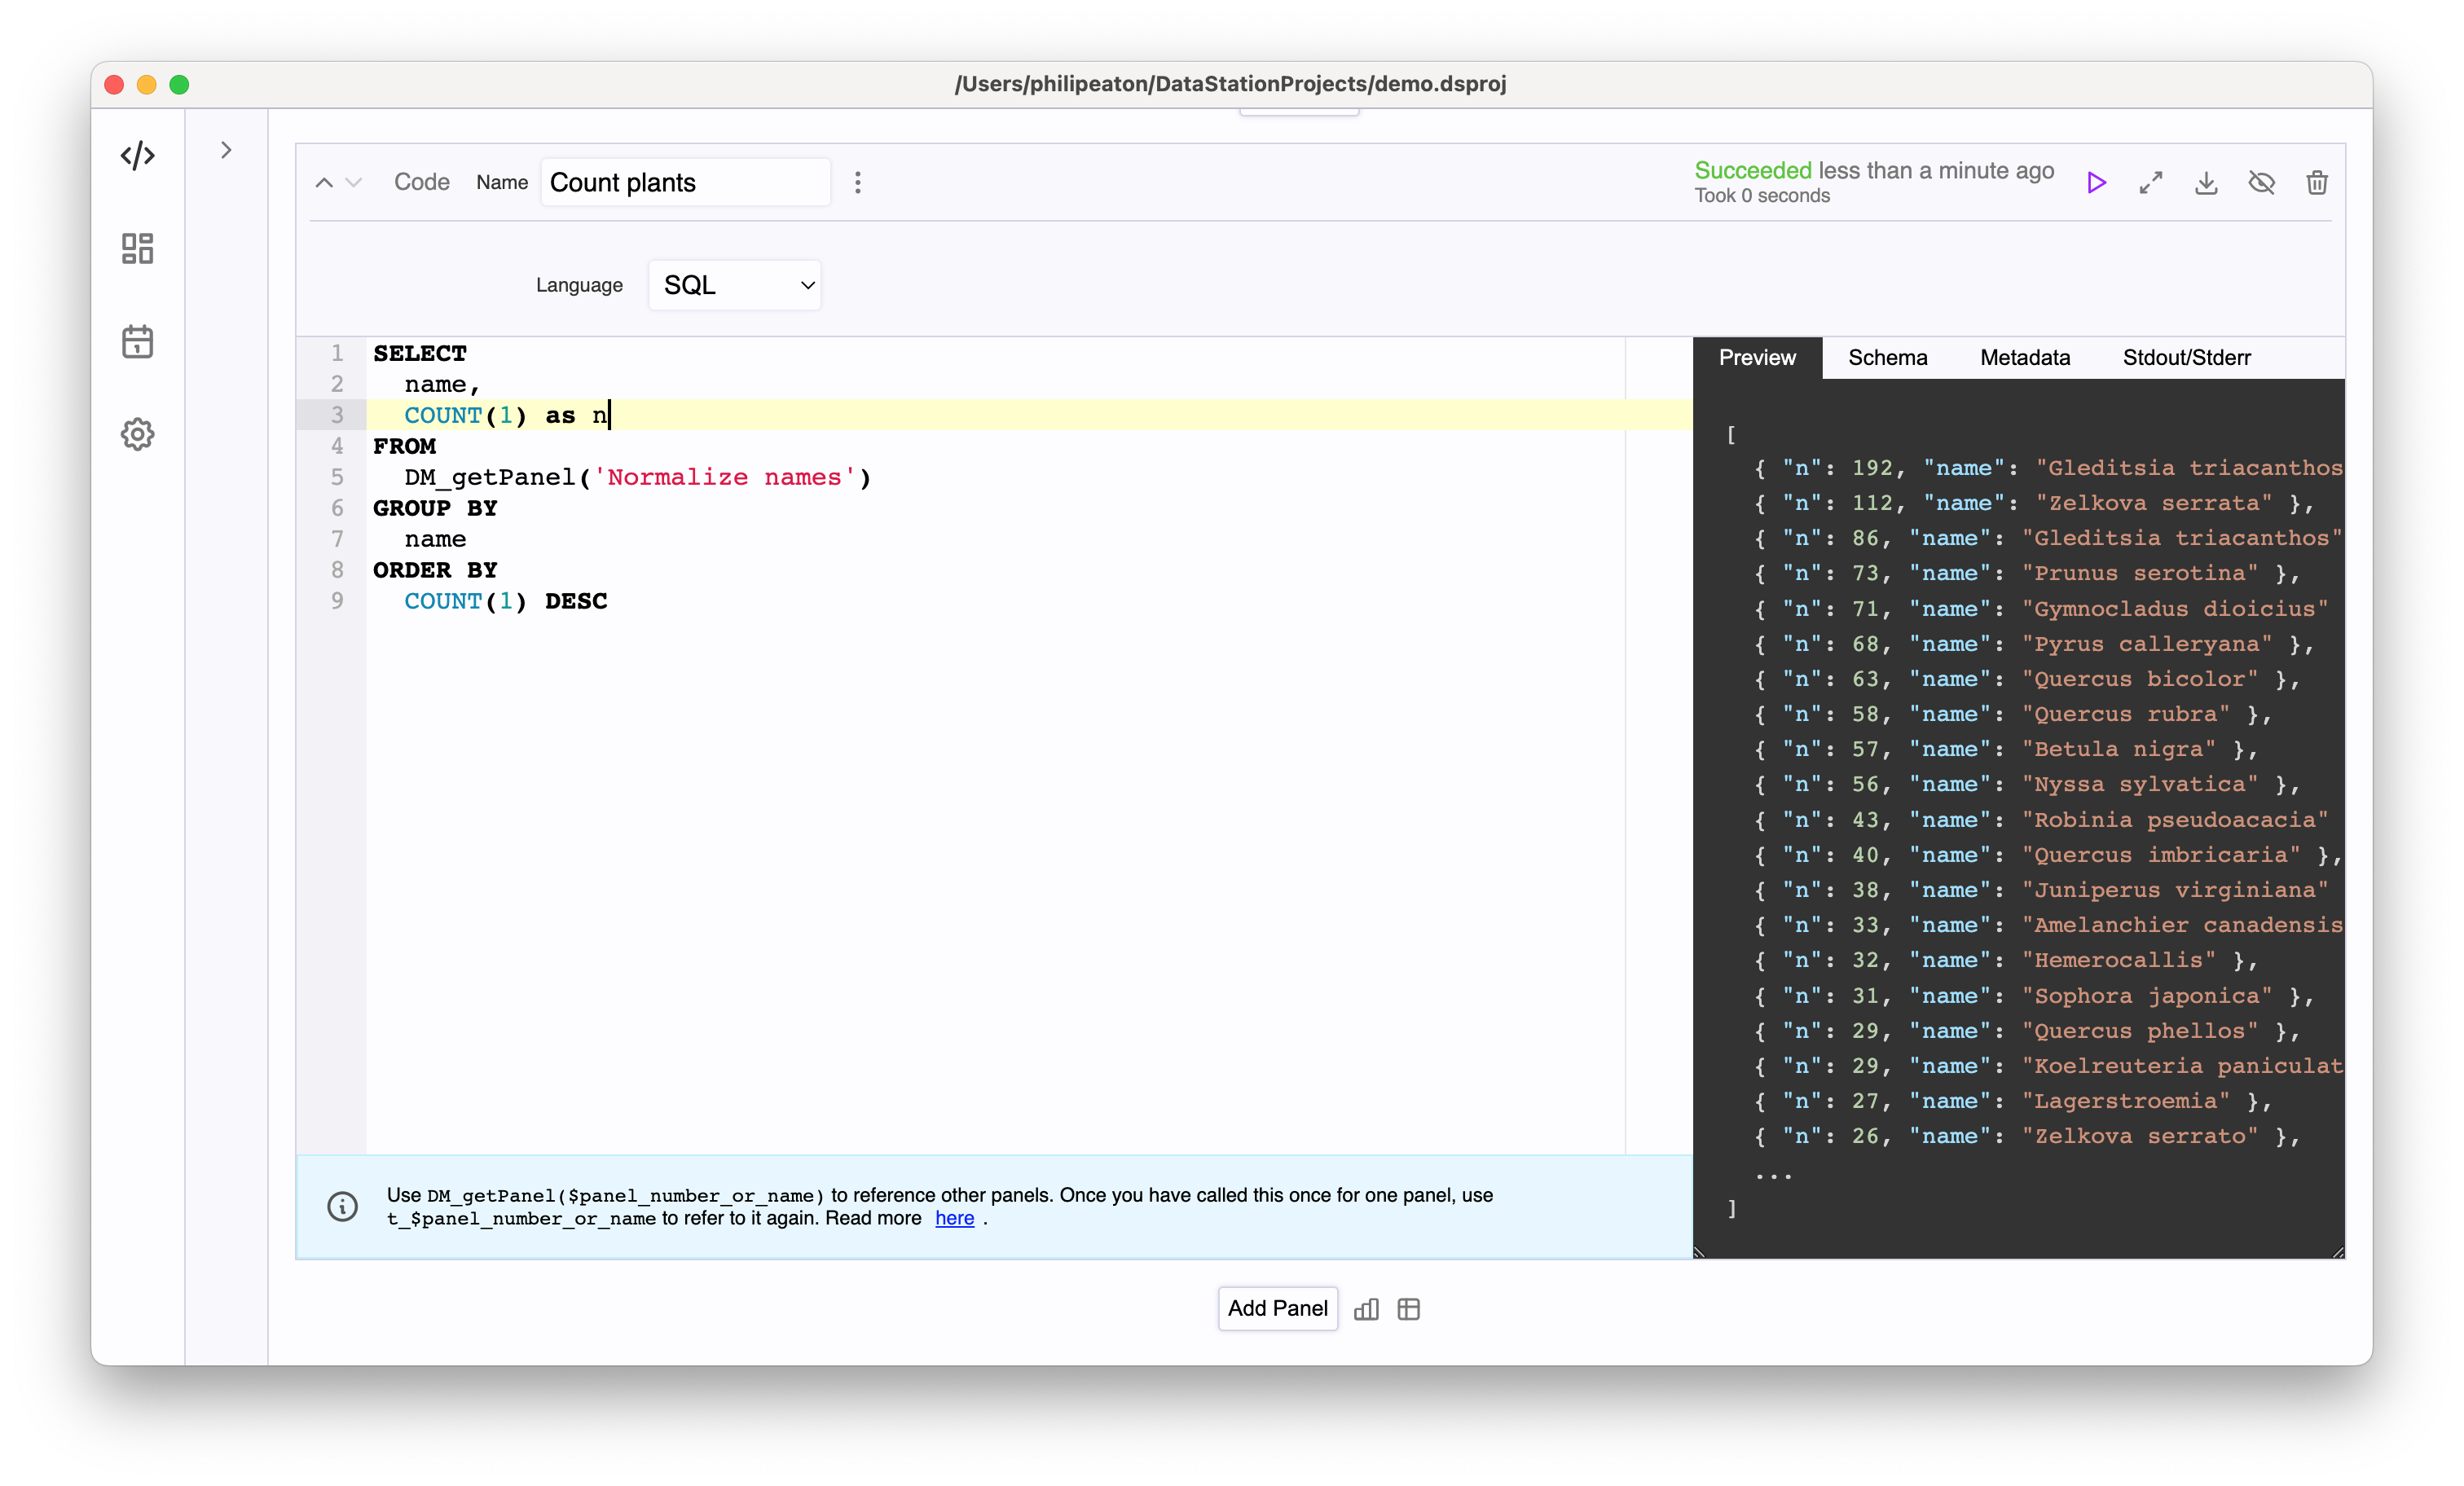 /Users/philipeaton/DataStationProjects/demo.dsproj
Code Name Count plants
Succeeded less than a minute ago
Took 0 seconds
Language SQL
1 SELECT
2 name,
3 COUNT(1) as n
4 FROM
5 DM_getPanel('Normalize names')
6 GROUP BY
7 name
8 ORDER BY
9 COUNT(1) DESC
Preview Schema Metadata Stdout/Stderr
[
{ "n": 192, "name": "Gleditsia triacanthos
{ "n": 112, "name": "Zelkova serrata" },
{ "n": 86, "name": "Gleditsia triacanthos"
{ "n": 73, "name": "Prunus serotina" },
{ "n": 71, "name": "Gymnocladus dioicius"
{ "n": 68, "name": "Pyrus calleryana" },
{ "n": 63, "name": "Quercus bicolor" },
{ "n": 58, "name": "Quercus rubra" },
{ "n": 57, "name": "Betula nigra" },
{ "n": 56, "name": "Nyssa sylvatica" },
{ "n": 43, "name": "Robinia pseudoacacia"
{ "n": 40, "name": "Quercus imbricaria" },
{ "n": 38, "name": "Juniperus virginiana"
{ "n": 33, "name": "Amelanchier canadensis
{ "n": 32, "name": "Hemerocallis" },
{ "n": 31, "name": "Sophora japonica" },
{ "n": 29, "name": "Quercus phellos" },
{ "n": 29, "name": "Koelreuteria paniculat
{ "n": 27, "name": "Lagerstroemia" },
{ "n": 26, "name": "Zelkova serrato" },
...
]
Use DM_getPanel($panel_number_or_name) to reference other panels. Once you have called this once for one panel, use
t_$panel_number_or_name to refer to it again. Read more here .
Add Panel